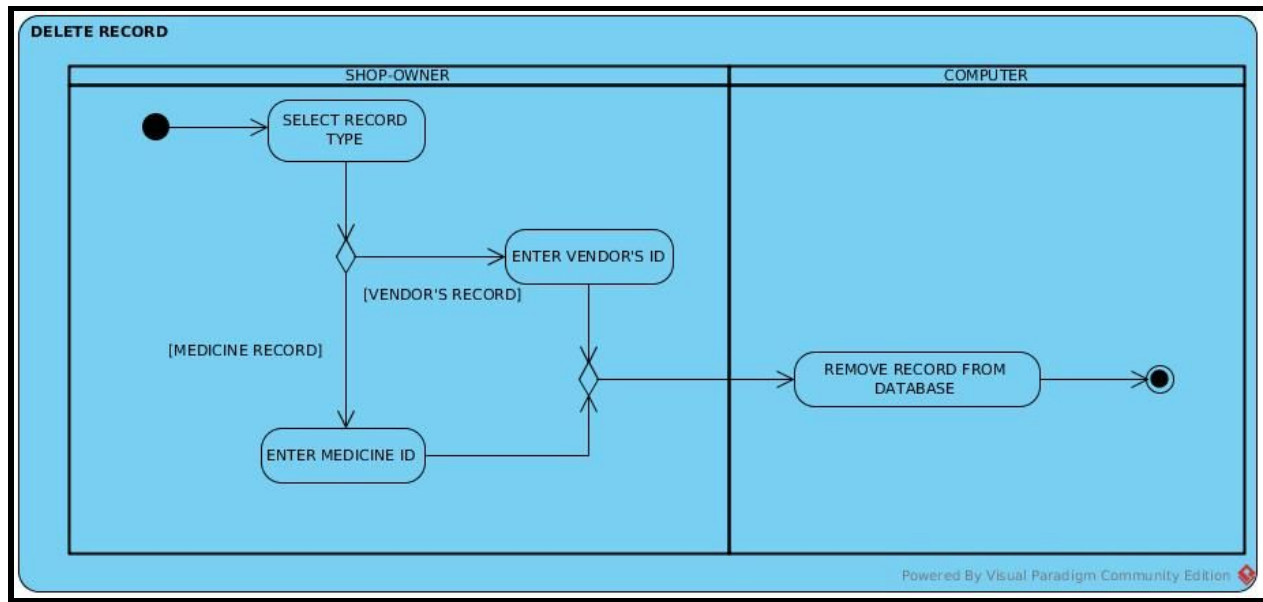 DELETE RECORD
SHOP-OWNER
COMPUTER
SELECT RECORD
TYPE
ENTER VENDOR'S ID
[VENDOR'S RECORD]
[MEDICINE RECORD]
REMOVE RECORD FROM
DATABASE
ENTER MEDICINE ID
Powered By Visual Paradigm Community Edition